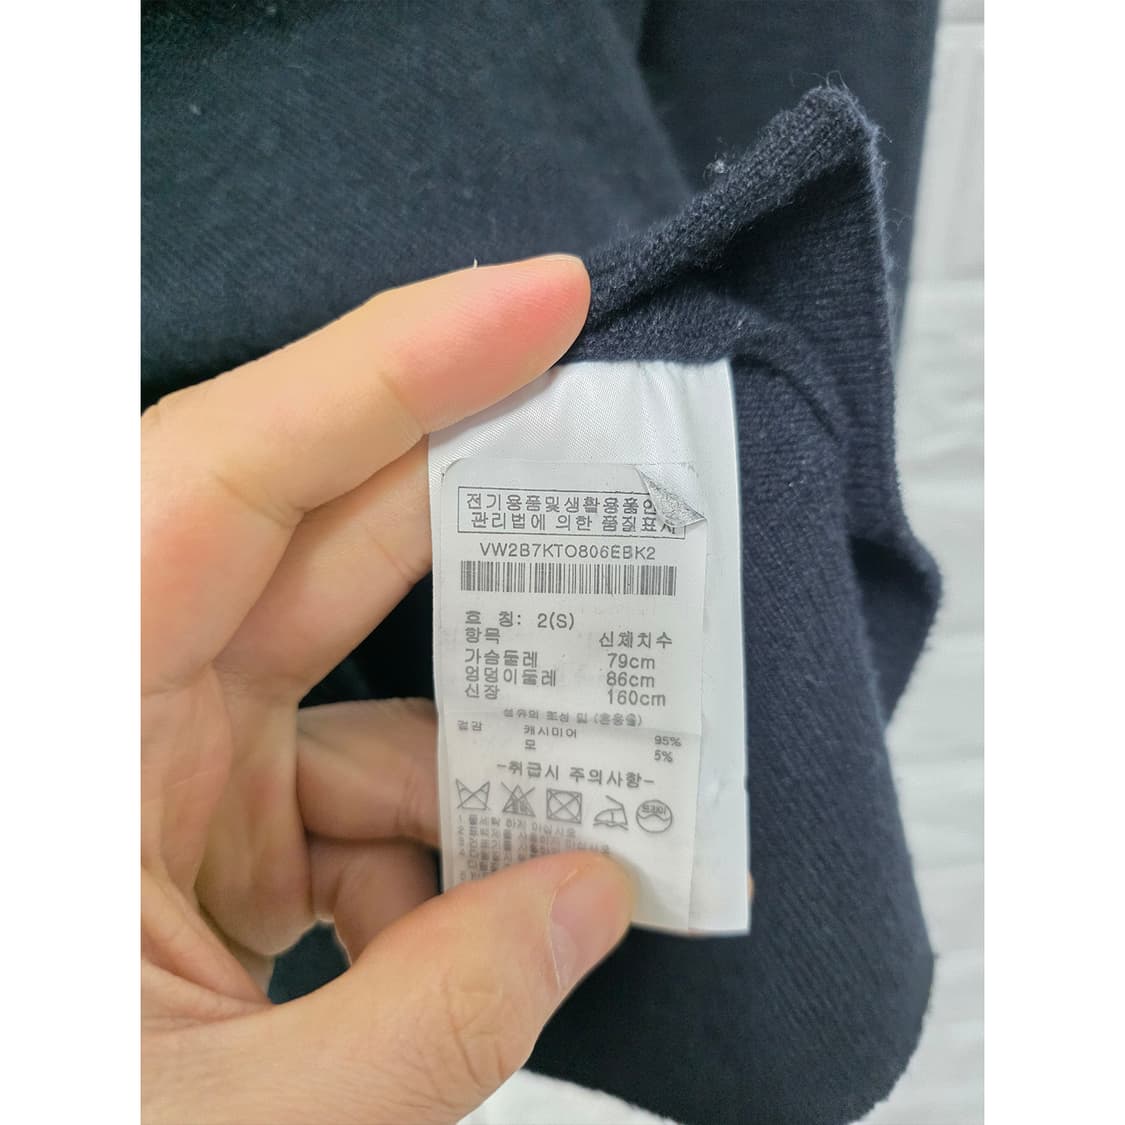 전기용품및생활용품안
관리법에 의한 품질표시
VW2B7KTO806EBK2
호 칭: 2(S)
항목 신체치수
가슴둘레 79cm
엉덩이둘레 86cm
신장 160cm
섬유의 조성 및 (혼용율)
겉감 캐시미어 95%
모 5%
-취급시 주의사항-
드라이